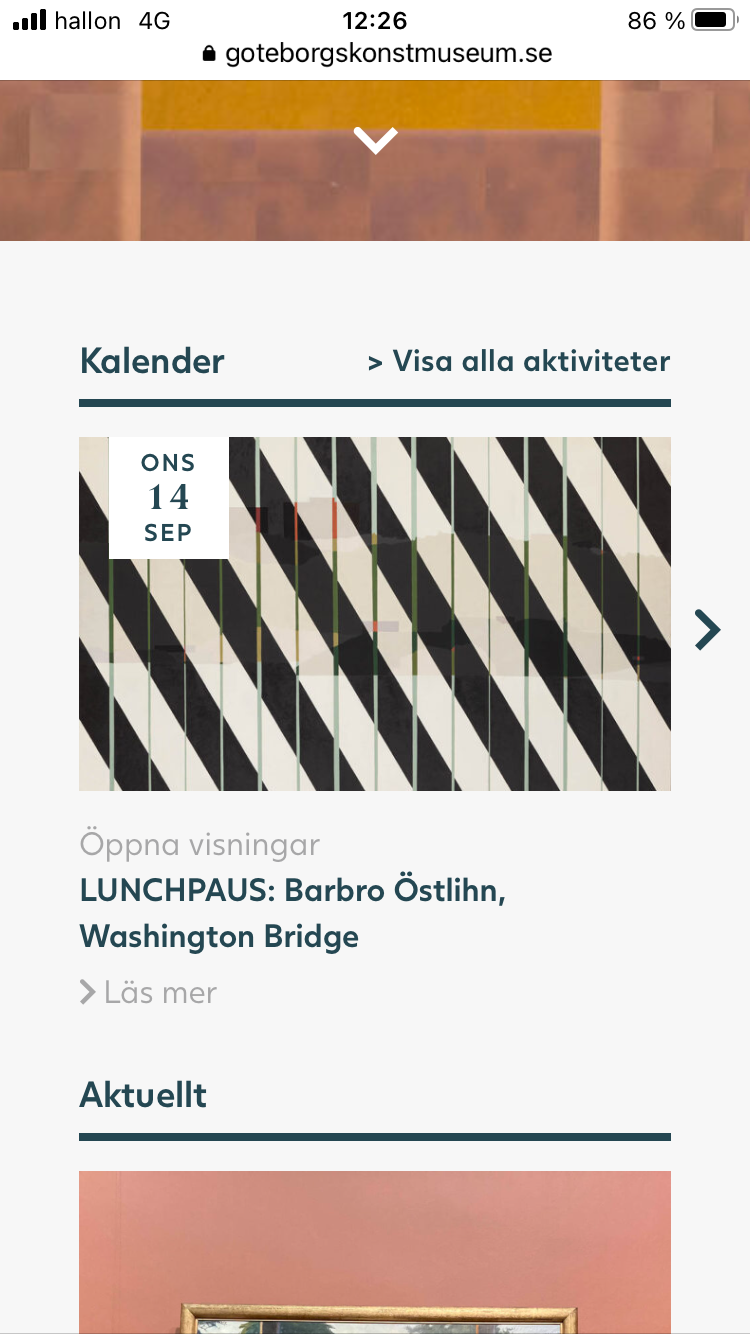 hallon 4G 12:26 86 %
goteborgskonstmuseum.se
Kalender > Visa alla aktiviteter
ONS
14
SEP
Öppna visningar
LUNCHPAUS: Barbro Östlihn,
Washington Bridge
Läs mer
Aktuellt